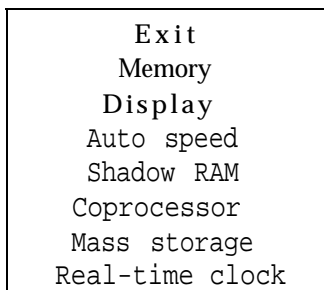 Exit
Memory
Display
Auto speed
Shadow RAM
Coprocessor
Mass storage
Real-time clock